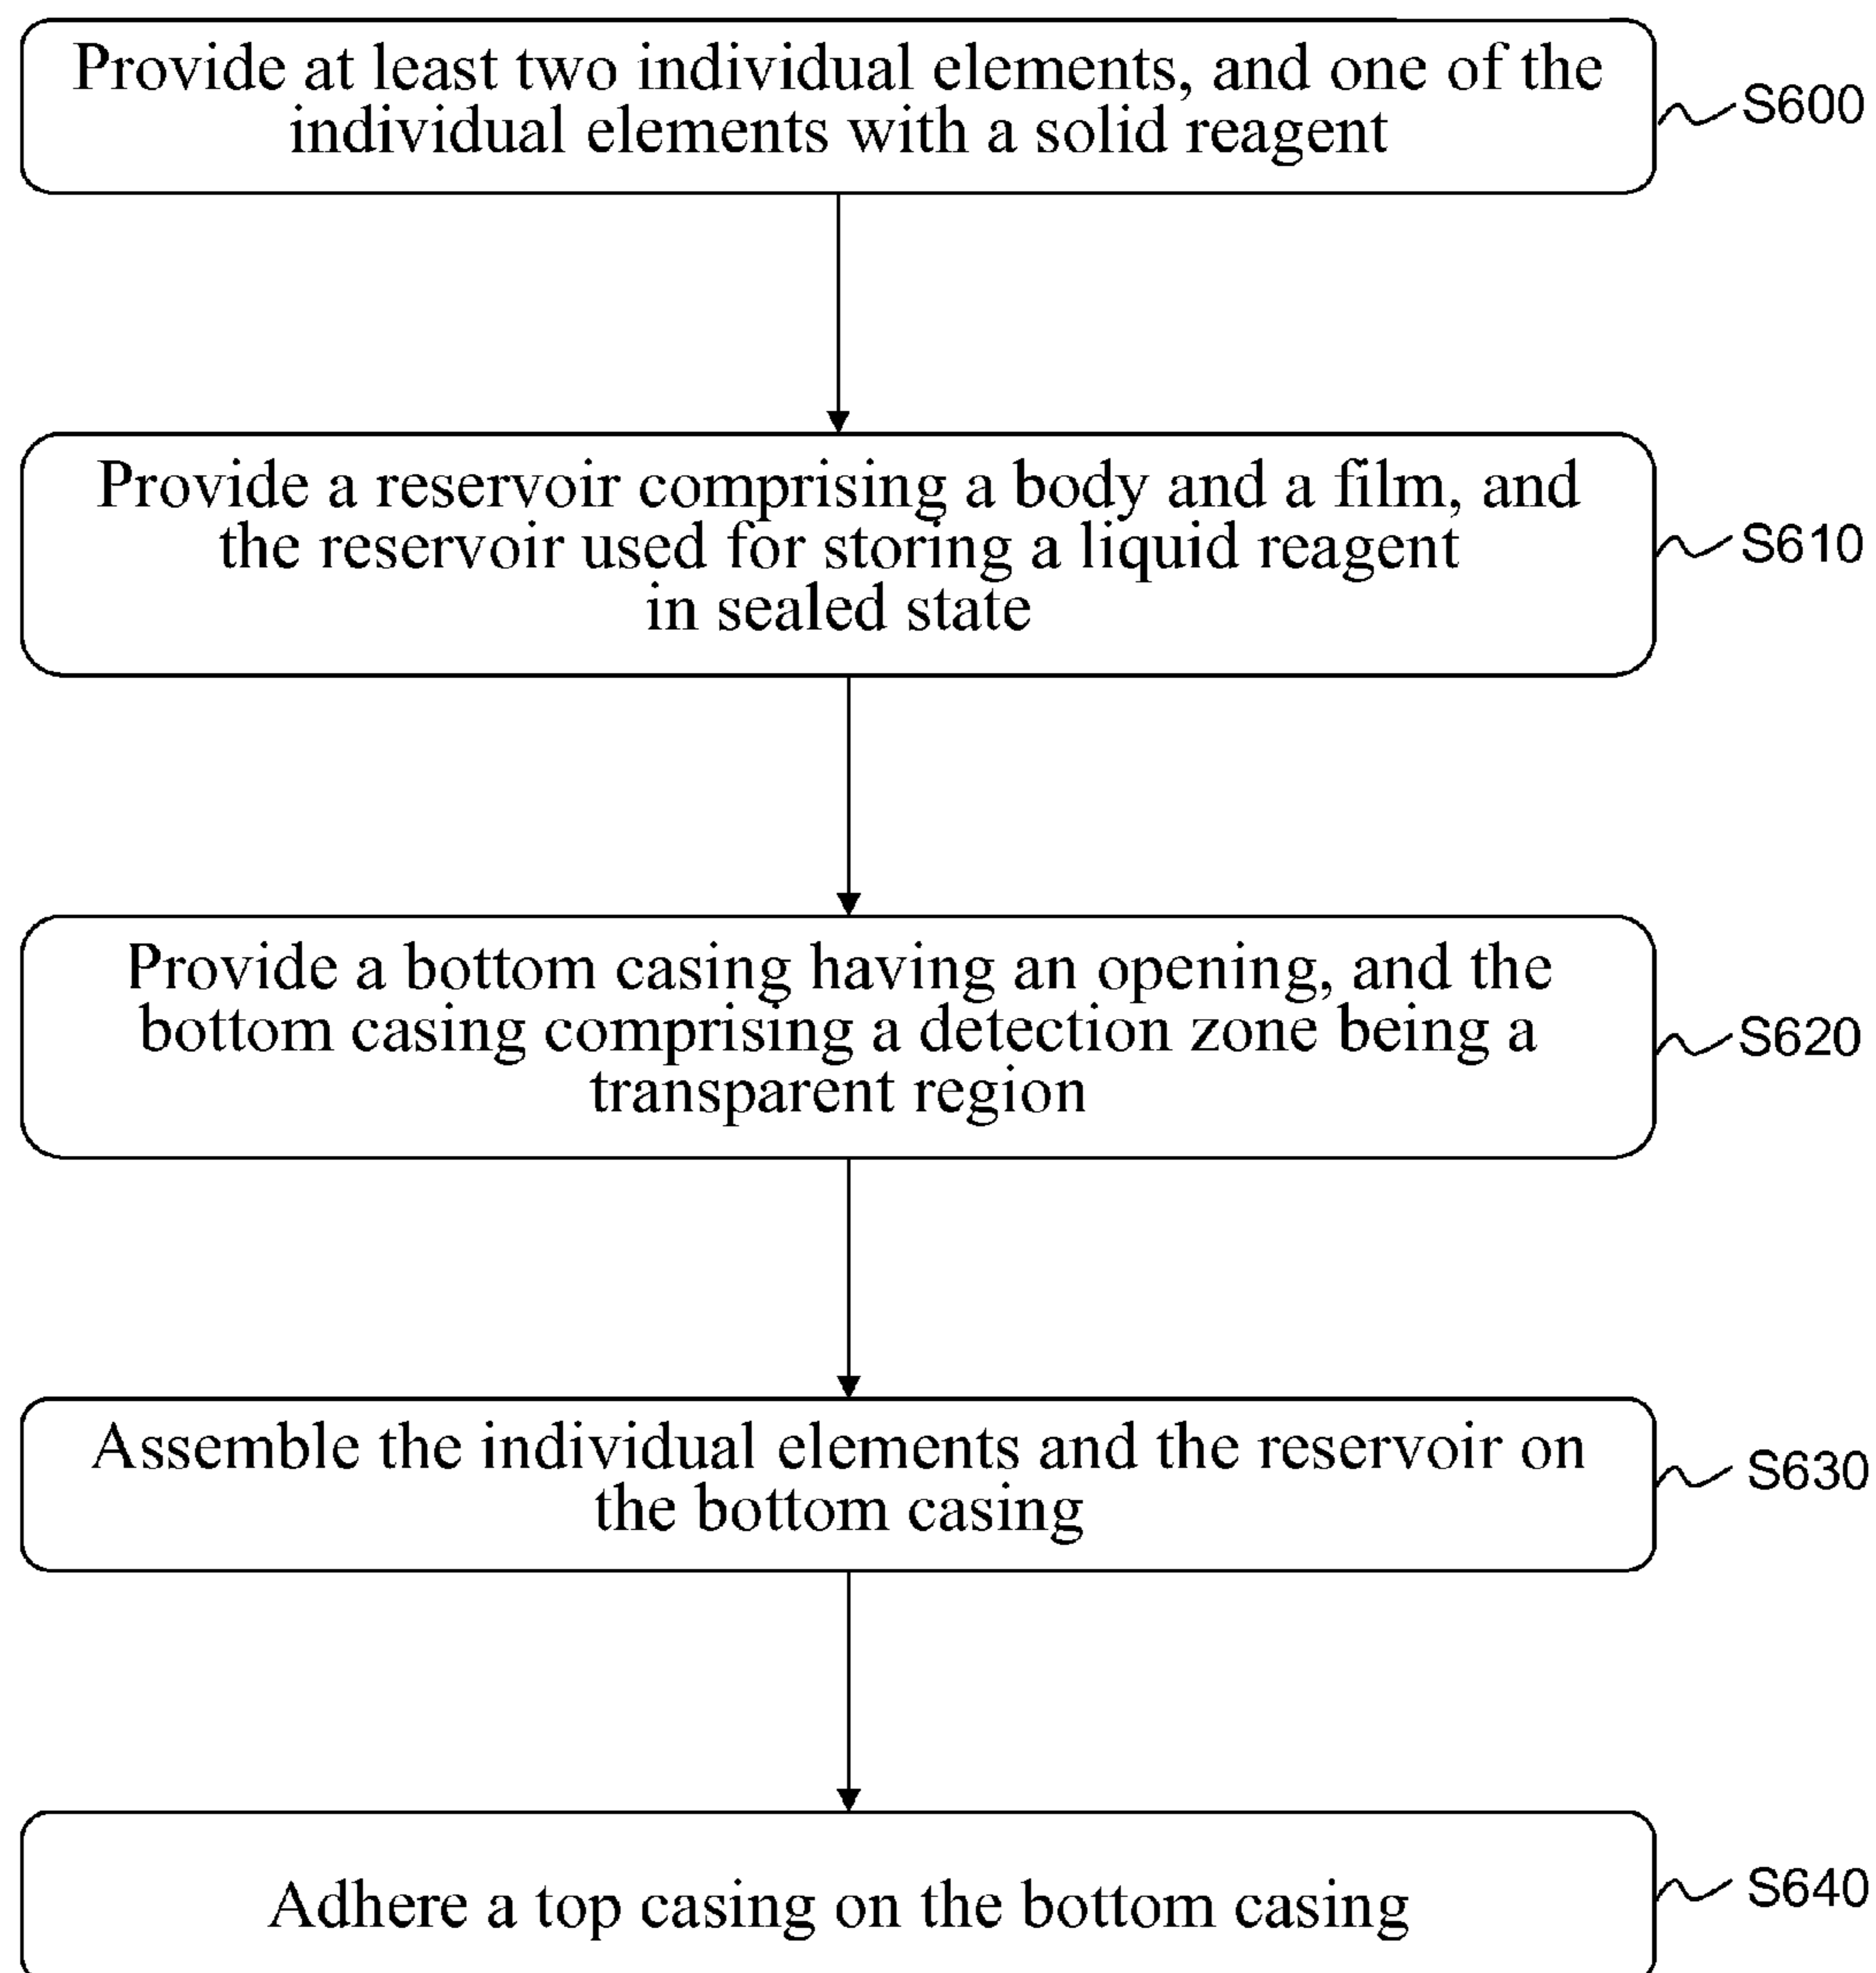 Provide at least two individual elements, and one of the
individual elements with a solid reagent
S600
Provide a reservoir comprising a body and a film, and
the reservoir used for storing a liquid reagent
in sealed state
S610
Provide a bottom casing having an opening, and the
bottom casing comprising a detection zone being a
transparent region
S620
Assemble the individual elements and the reservoir on
the bottom casing
S630
Adhere a top casing on the bottom casing
S640